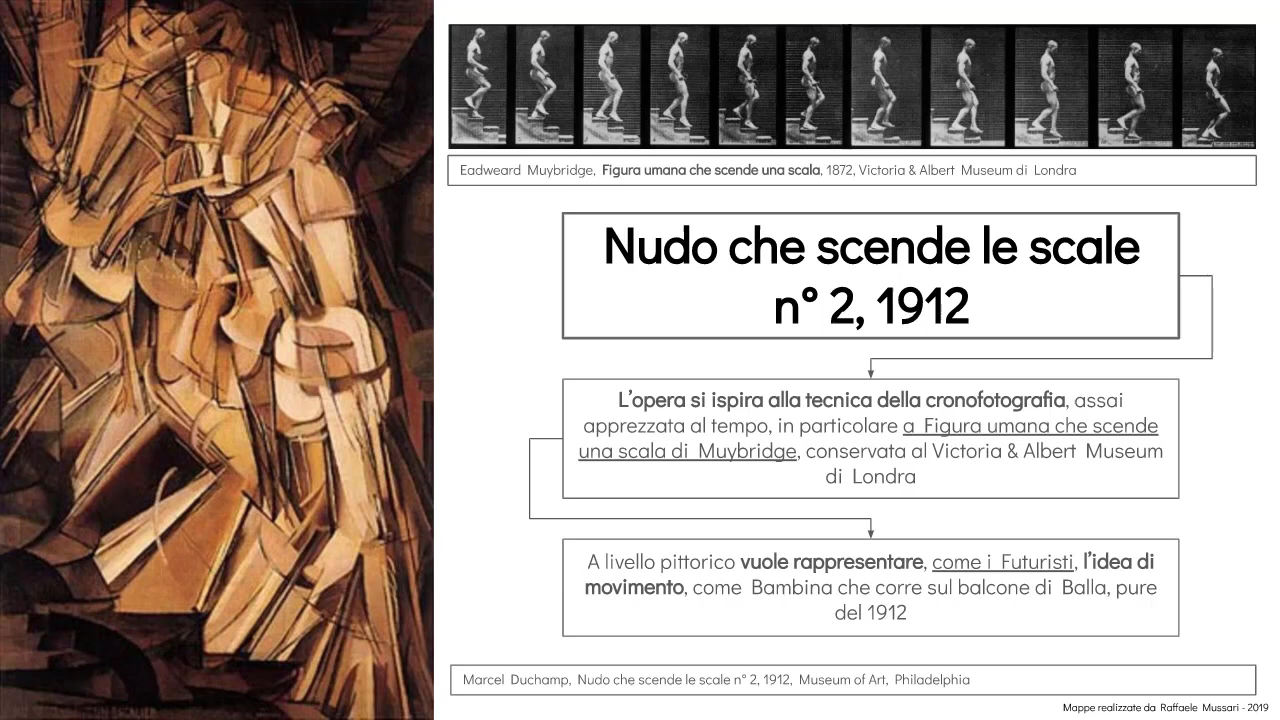 Eadweard Muybridge, Figura umana che scende una scala, 1872, Victoria & Albert Museum di Londra
Nudo che scende le scale
n° 2, 1912
L’opera si ispira alla tecnica della cronofotografia, assai
apprezzata al tempo, in particolare a Figura umana che scende
una scala di Muybridge, conservata al Victoria & Albert Museum
di Londra
A livello pittorico vuole rappresentare, come i Futuristi, l’idea di
movimento, come Bambina che corre sul balcone di Balla, pure
del 1912
Marcel Duchamp, Nudo che scende le scale n° 2, 1912, Museum of Art, Philadelphia
Mappe realizzate da Raffaele Mussari - 2019